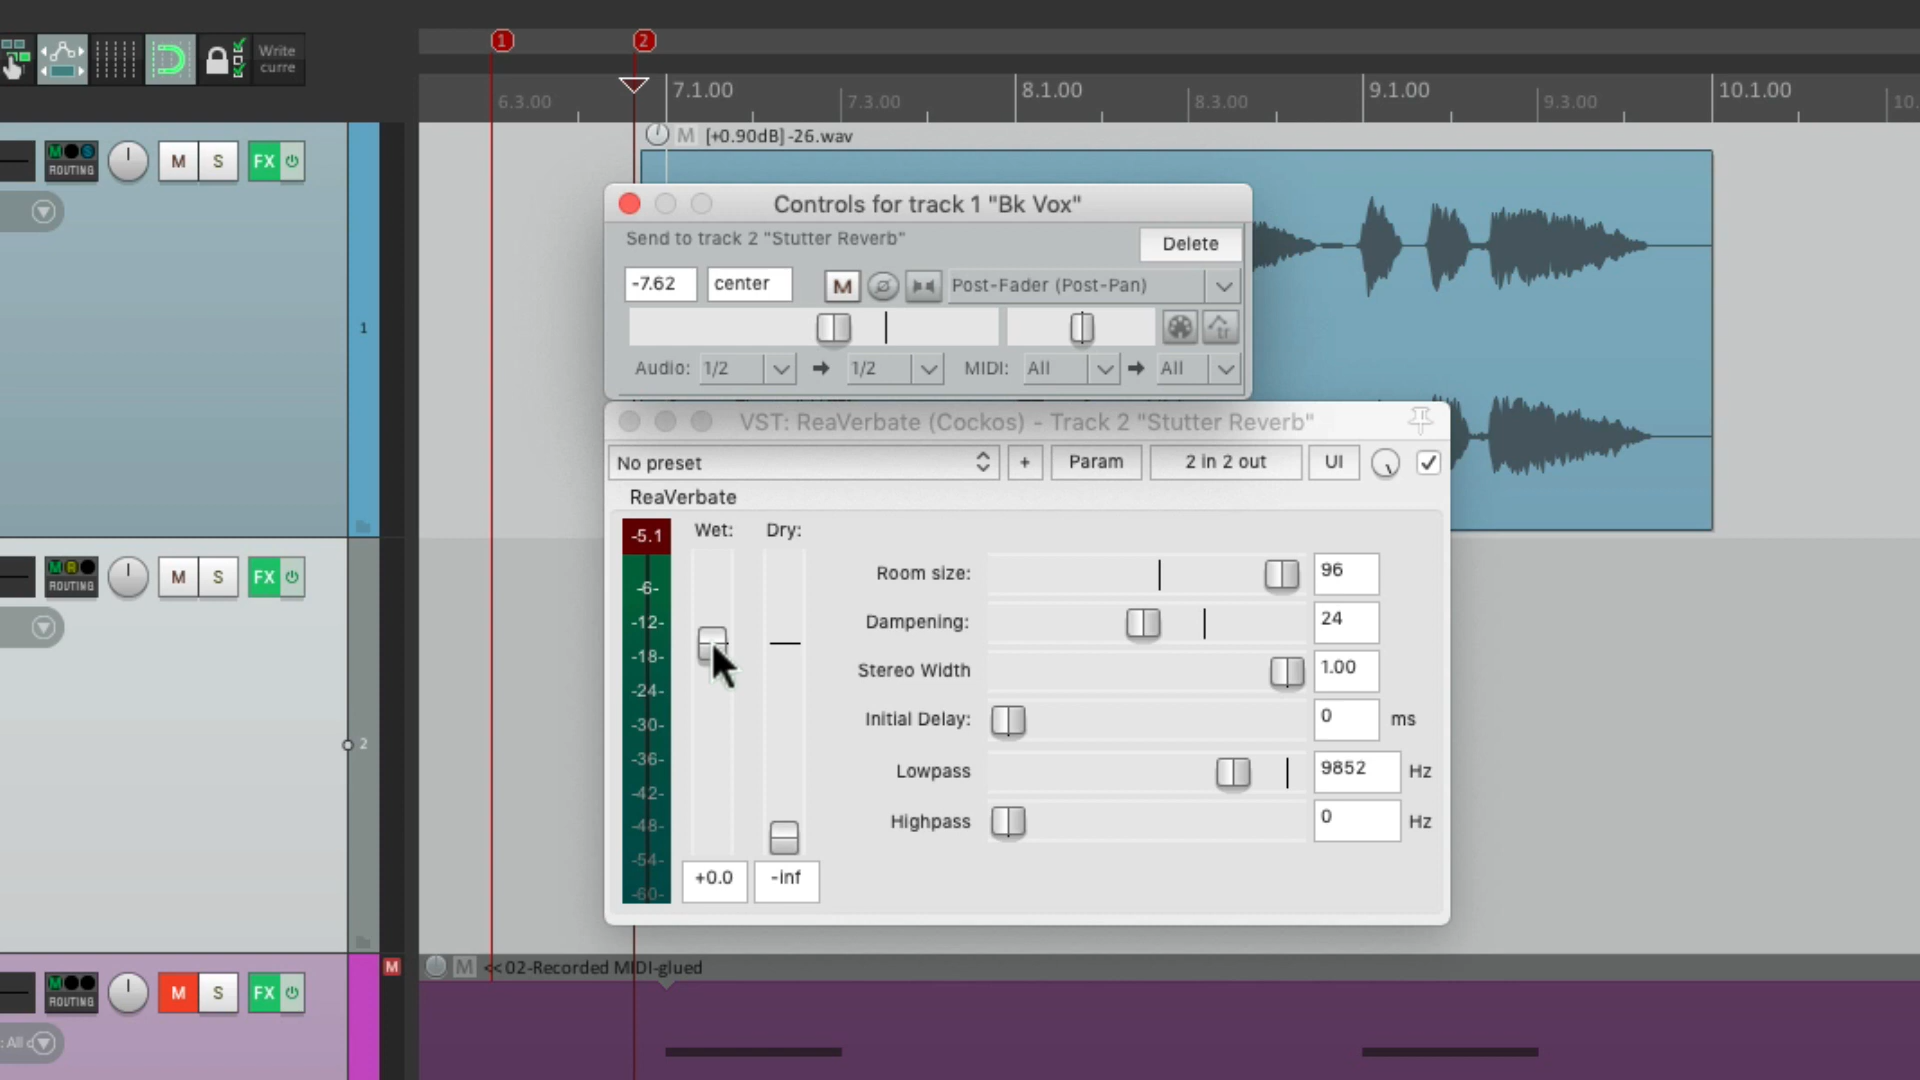 1
2
Write
curre
6.3.00
7.1.00
7.3.00
8.1.00
8.3.00
9.1.00
9.3.00
10.1.00
10.
M [+0.90dB] -26.wav
ROUTING
M S FX
1
Controls for track 1 "Bk Vox"
Send to track 2 "Stutter Reverb"
Delete
-7.62 center M Post-Fader (Post-Pan)
tr
Audio: 1/2 1/2 MIDI: All All
VST: ReaVerbate (Cockos) - Track 2 "Stutter Reverb"
No preset + Param 2 in 2 out UI
ReaVerbate
-5.1 Wet: Dry:
-6-
-12-
-18-
-24-
-30-
-36-
-42-
-48-
-54-
-60-
+0.0 -inf
Room size: 96
Dampening: 24
Stereo Width 1.00
Initial Delay: 0 ms
Lowpass 9852 Hz
Highpass 0 Hz
ROUTING
M S FX
2
M M << 02-Recorded MIDI-glued
ROUTING
M S FX
: All